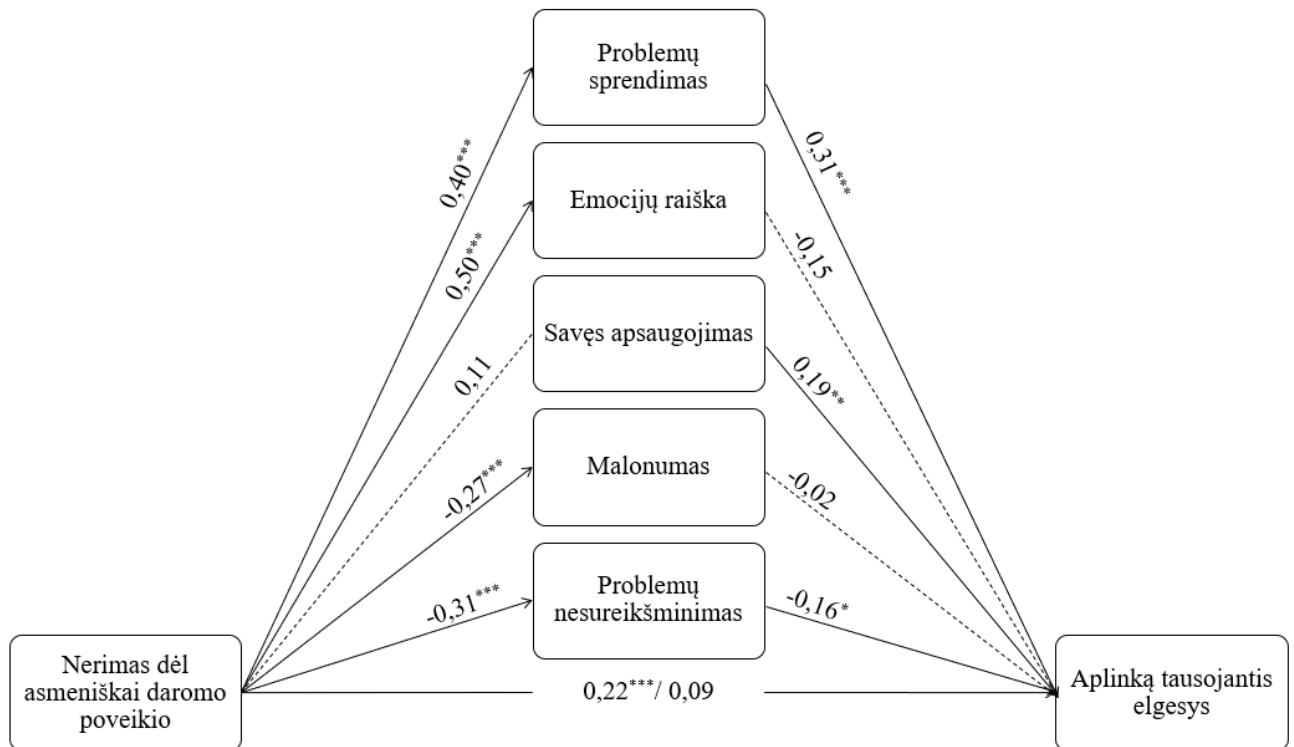 Problemų
sprendimas
0,40***
0,31***
Emocijų raiška
0,50***
-0,15
Savęs apsaugojimas
0,11
0,19**
Malonumas
-0,27***
-0,02
Problemų
nesureikšminimas
-0,31***
-0,16*
Nerimas dėl
asmeniškai daromo
poveikio
0,22***/ 0,09
Aplinką tausojantis
elgesys